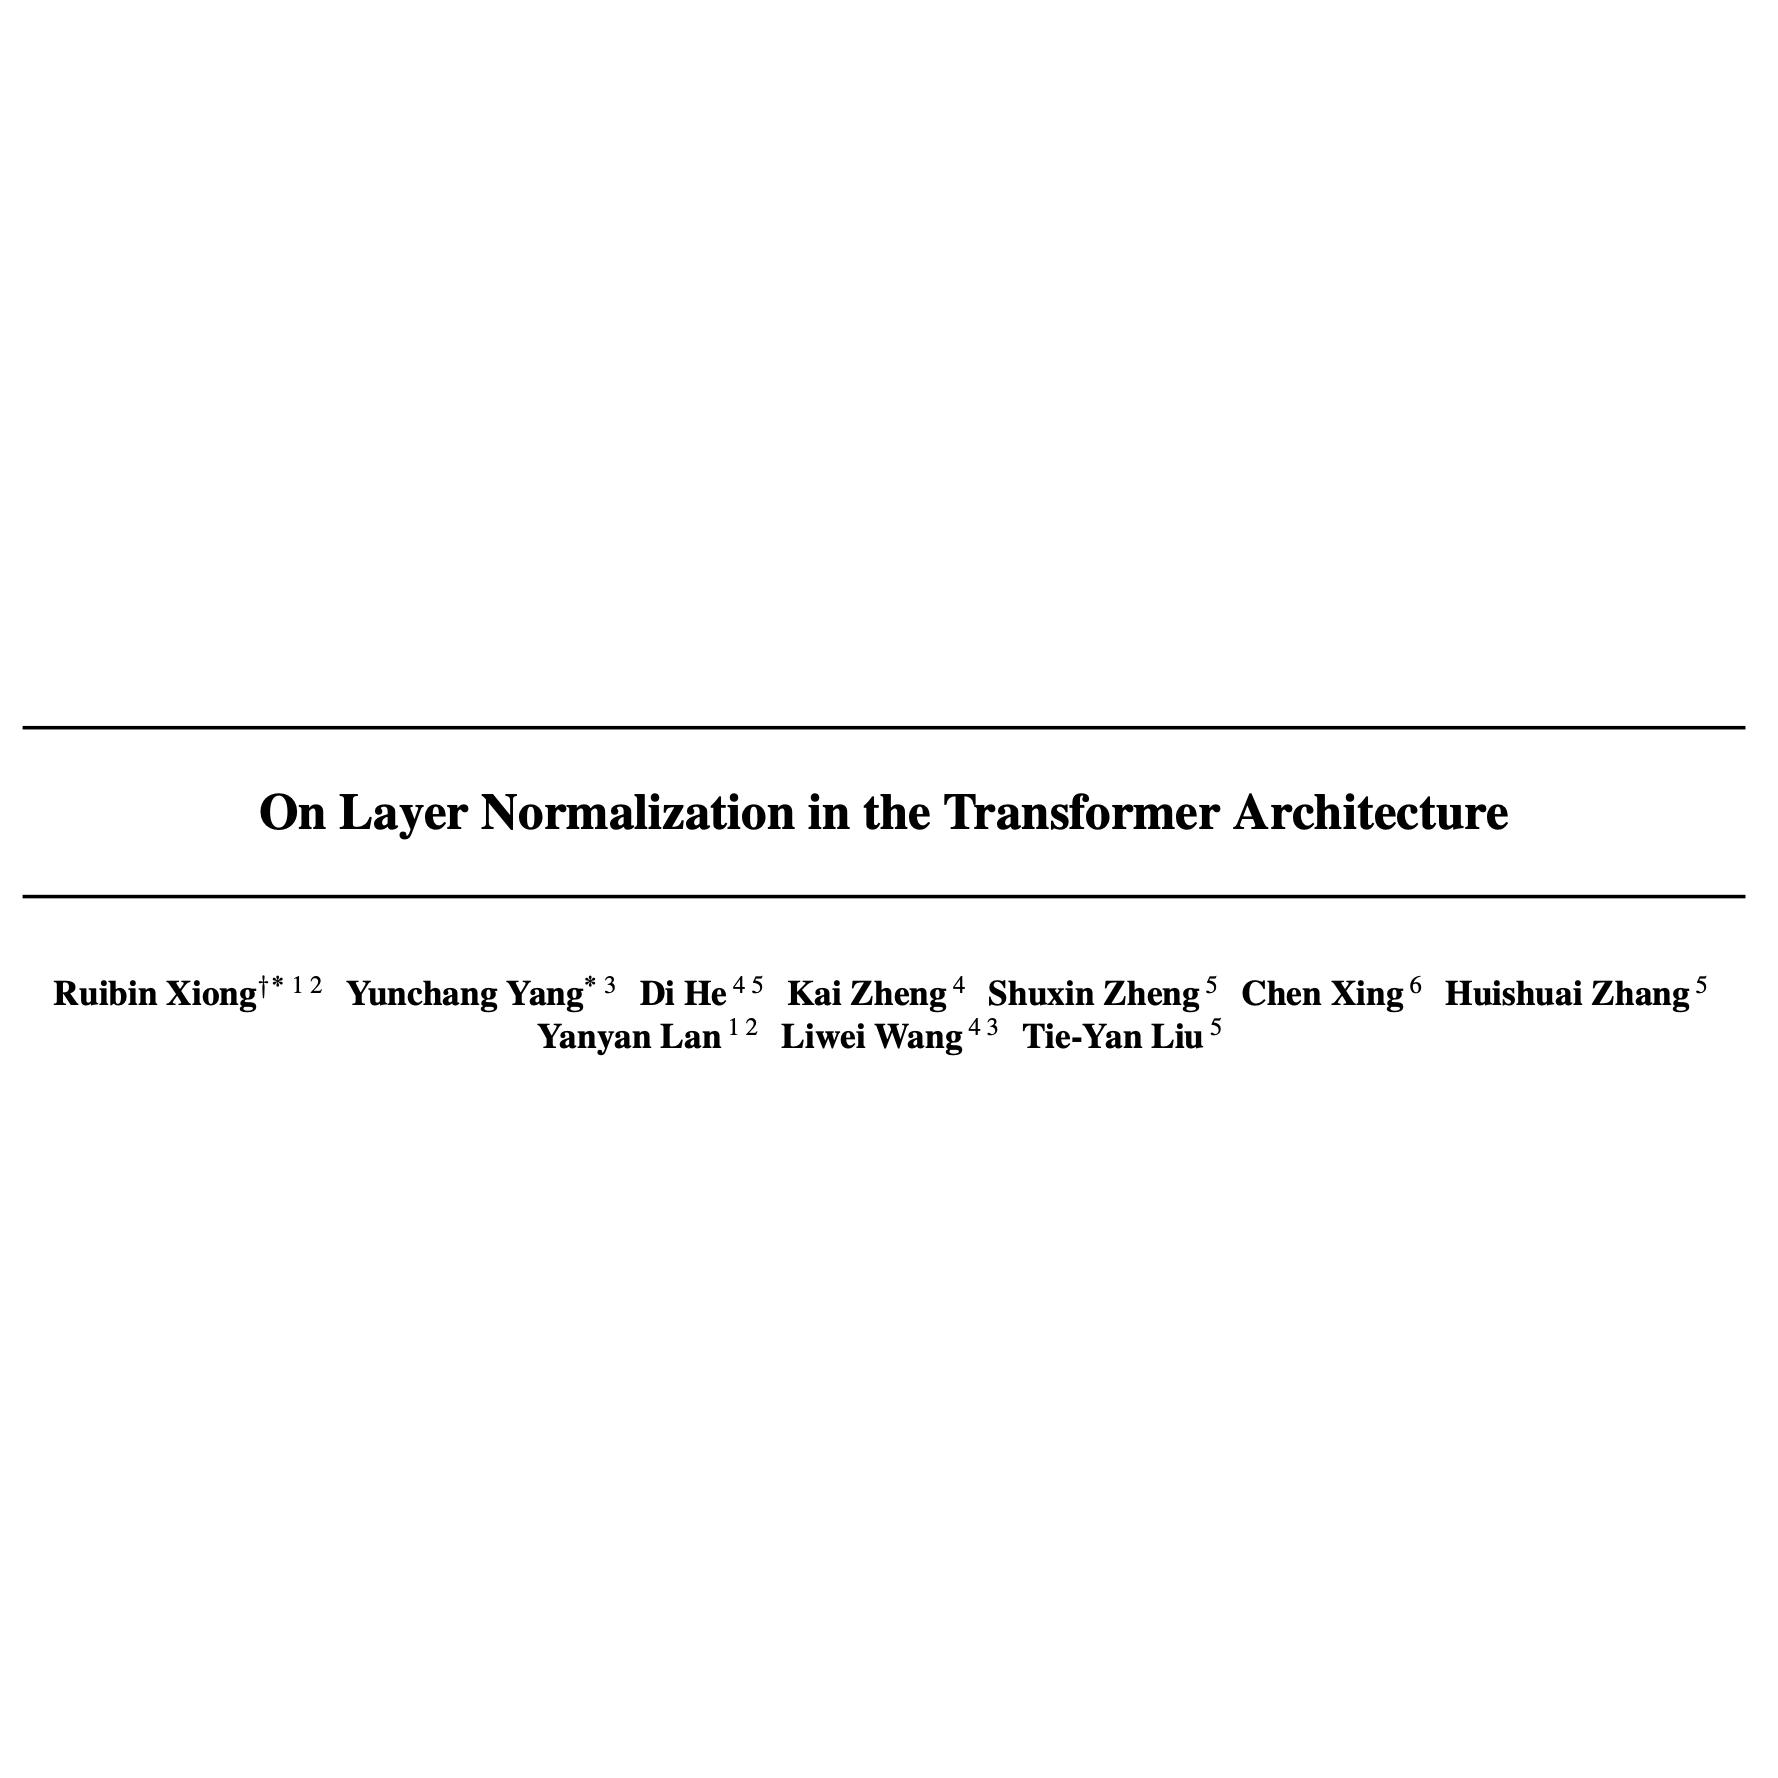 On Layer Normalization in the Transformer Architecture
Ruibin Xiong†* 1 2 Yunchang Yang* 3 Di He 4 5 Kai Zheng 4 Shuxin Zheng 5 Chen Xing 6 Huishuai Zhang 5
Yanyan Lan 1 2 Liwei Wang 4 3 Tie-Yan Liu 5